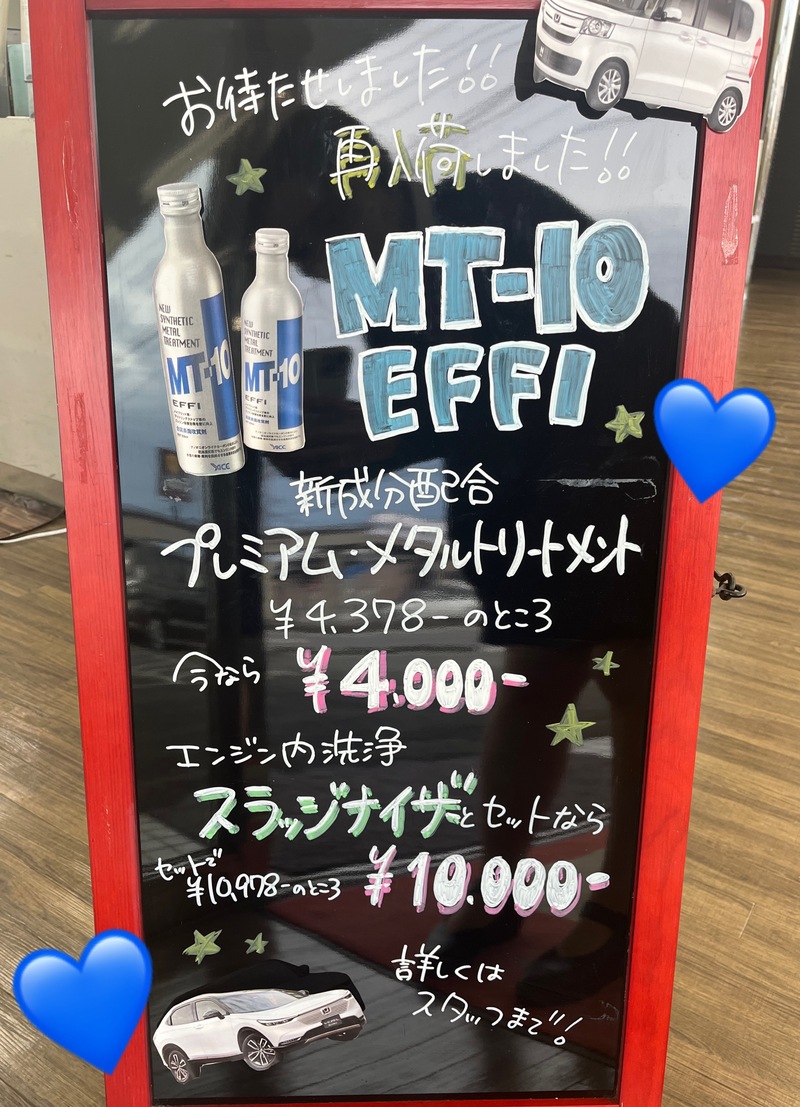 お待たせしました!!
再入荷しました!!
MT-10
EFFI
NEW
SYNTHETIC
METAL
TREATMENT
MT-10
EFFI
NEW
SYNTHETIC
METAL
TREATMENT
MT-10
EFFI
新成分配合
プレミアム・メタルトリートメント
¥4,378-のところ
今なら ¥4,000-
エンジン内洗浄
スラッジナイザーとセットなら
セットで
¥10,978-のところ ¥10,000-
詳しくは
スタッフまで!!